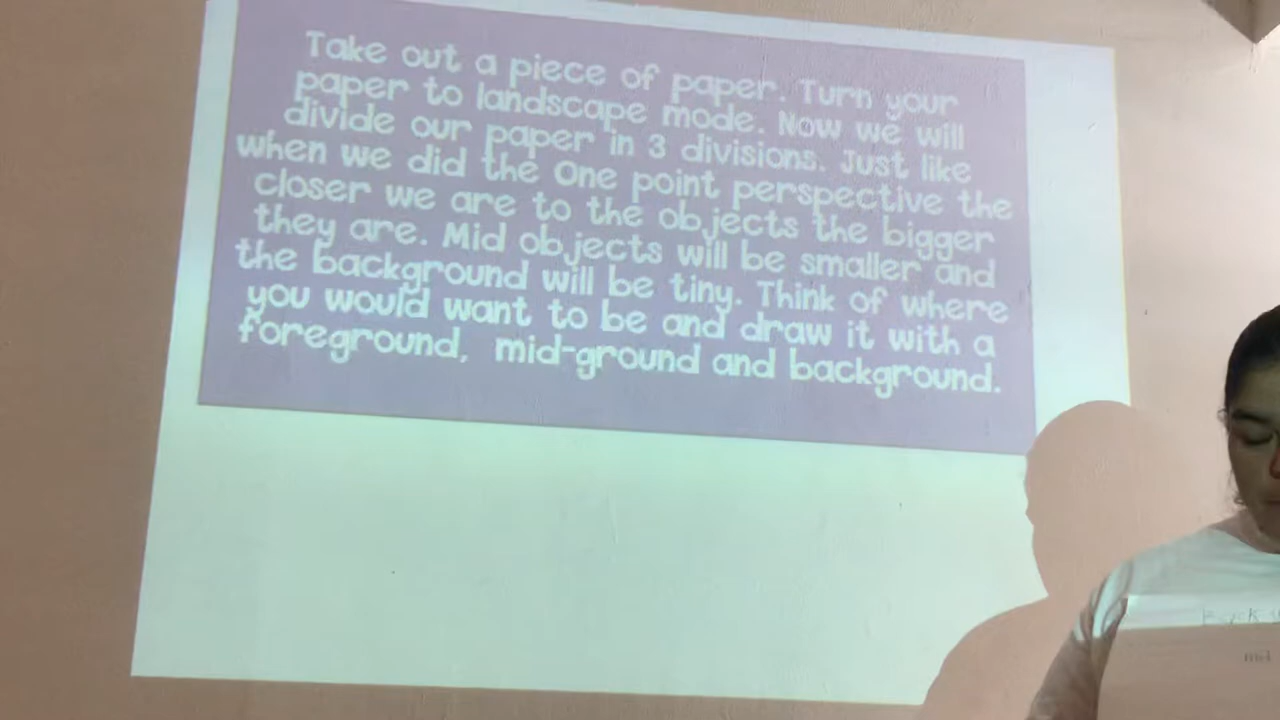 Take out a piece of paper. Turn your
paper to landscape mode. Now we will
divide our paper in 3 divisions. Just like
when we did the One point perspective the
closer we are to the objects the bigger
they are. Mid objects will be smaller and
the background will be tiny. Think of where
you would want to be and draw it with a
foreground, mid-ground and background.